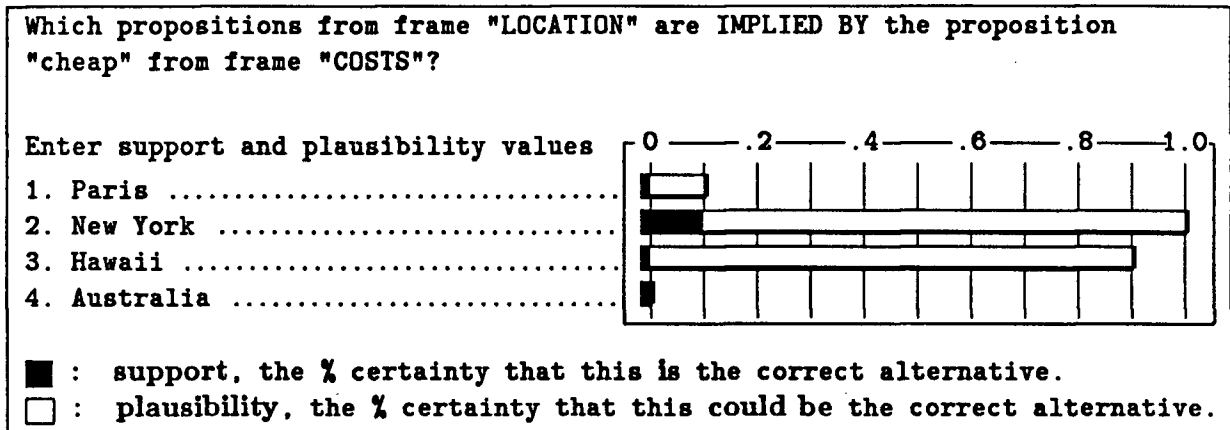 Which propositions from frame "LOCATION" are IMPLIED BY the proposition
"cheap" from frame "COSTS"?
Enter support and plausibility values 0 .2 .4 .6 .8 1.0
1. Paris ......................................
2. New York ..................................
3. Hawaii .....................................
4. Australia .................................
: support, the % certainty that this is the correct alternative.
: plausibility, the % certainty that this could be the correct alternative.